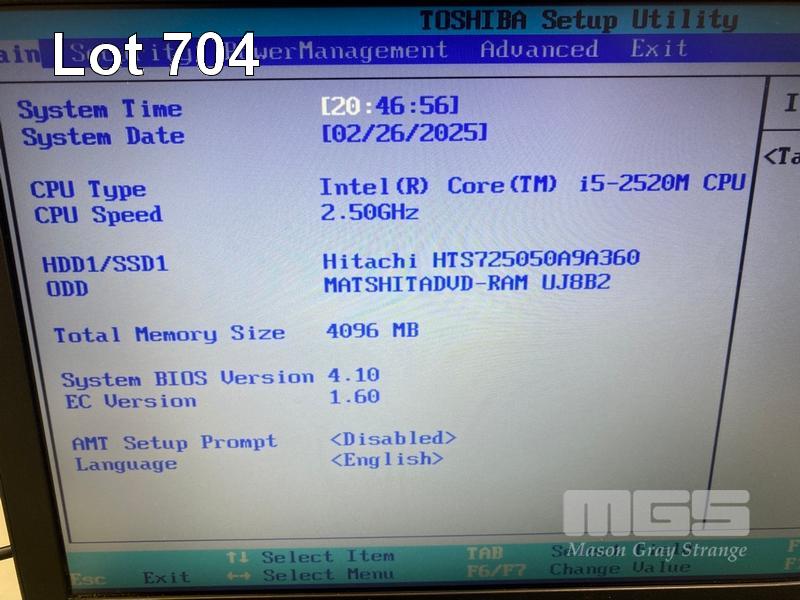 TOSHIBA Setup Utility
Lot 704
PowerManagement Advanced Exit
System Time [20:46:56]
System Date [02/26/2025]
CPU Type Intel(R) Core(TM) i5-2520M CPU
CPU Speed 2.50GHz
HDD1/SSD1 Hitachi HTS725050A9A360
ODD MATSHITADVD-RAM UJ8B2
Total Memory Size 4096 MB
System BIOS Version 4.10
EC Version 1.60
AMT Setup Prompt <Disabled>
Language <English>
MGS
Mason Gray Strange
↑↓ Select Item TAB
Esc Exit ←→ Select Menu F6/F7 Change Value